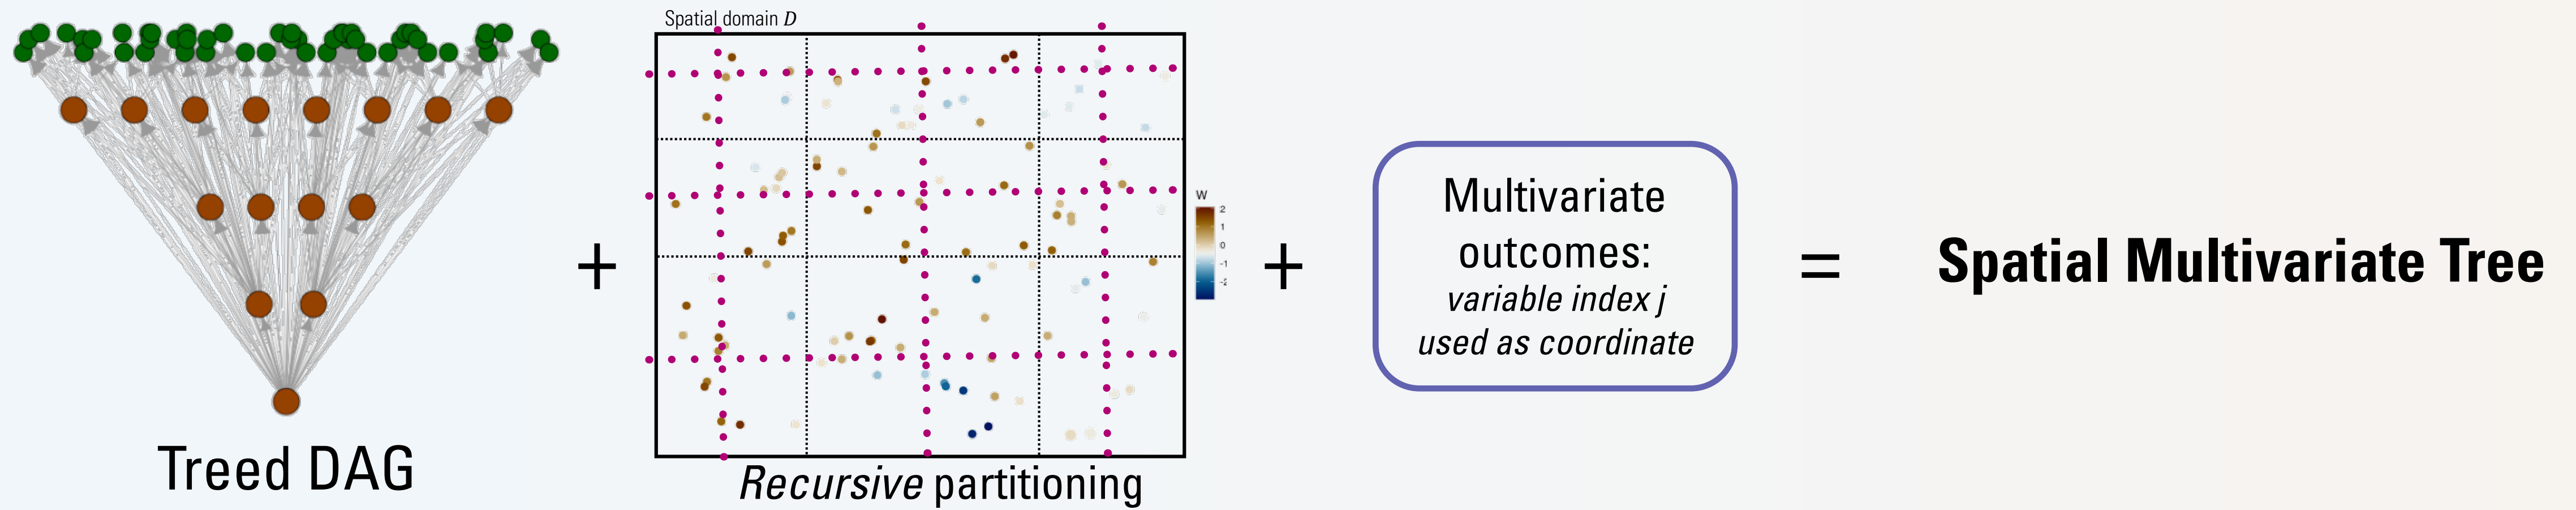 Spatial domain D
W
2
1
0
-1
-2
Treed DAG
+
Recursive partitioning
+
Multivariate
outcomes:
variable index j
used as coordinate
=
Spatial Multivariate Tree